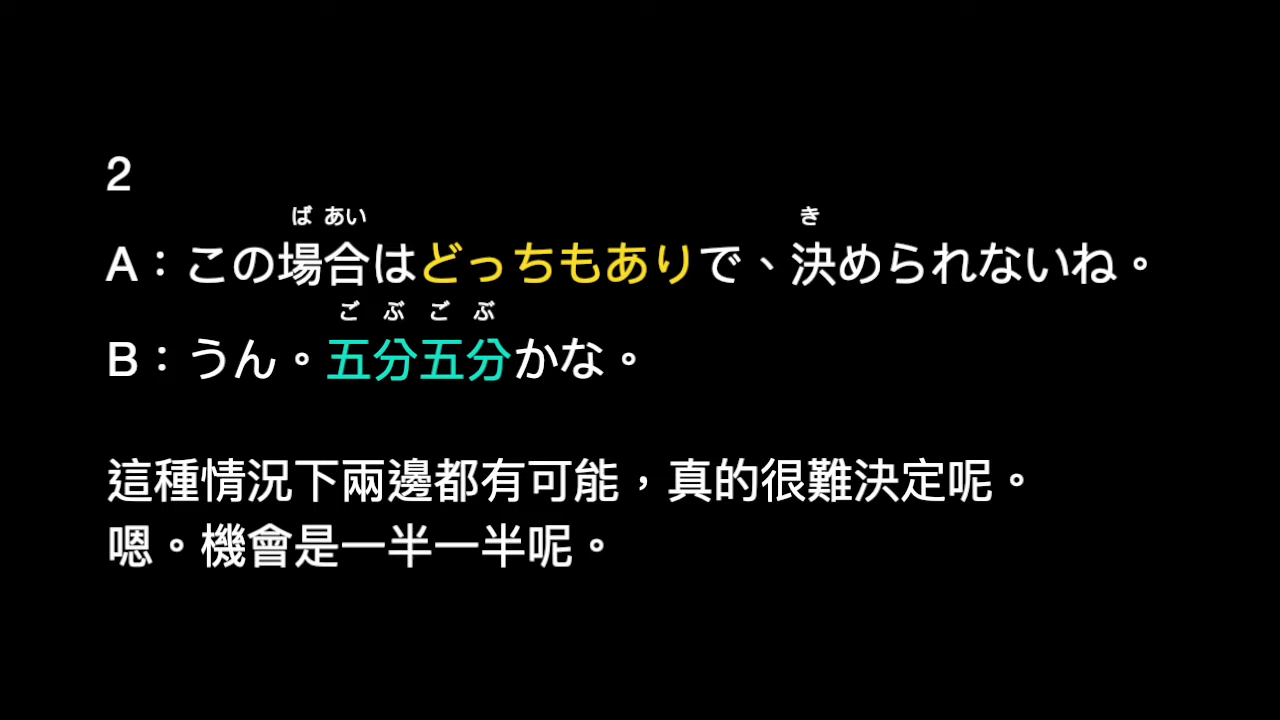 2
ば あい き
A：この場合はどっちもありで、決められないね。
ご ぶ ご ぶ
B：うん。五分五分かな。
這種情況下兩邊都有可能，真的很難決定呢。
嗯。機會是一半一半呢。